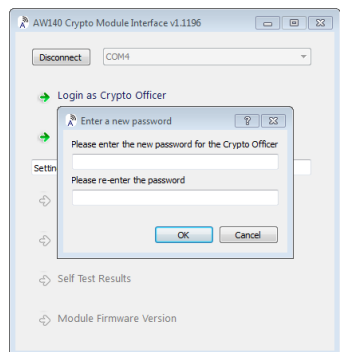 AW140 Crypto Module Interface v1.1196
Disconnect
COM4
Login as Crypto Officer
Enter a new password
Please enter the new password for the Crypto Officer
Settin
Please re-enter the password
OK
Cancel
Self Test Results
Module Firmware Version